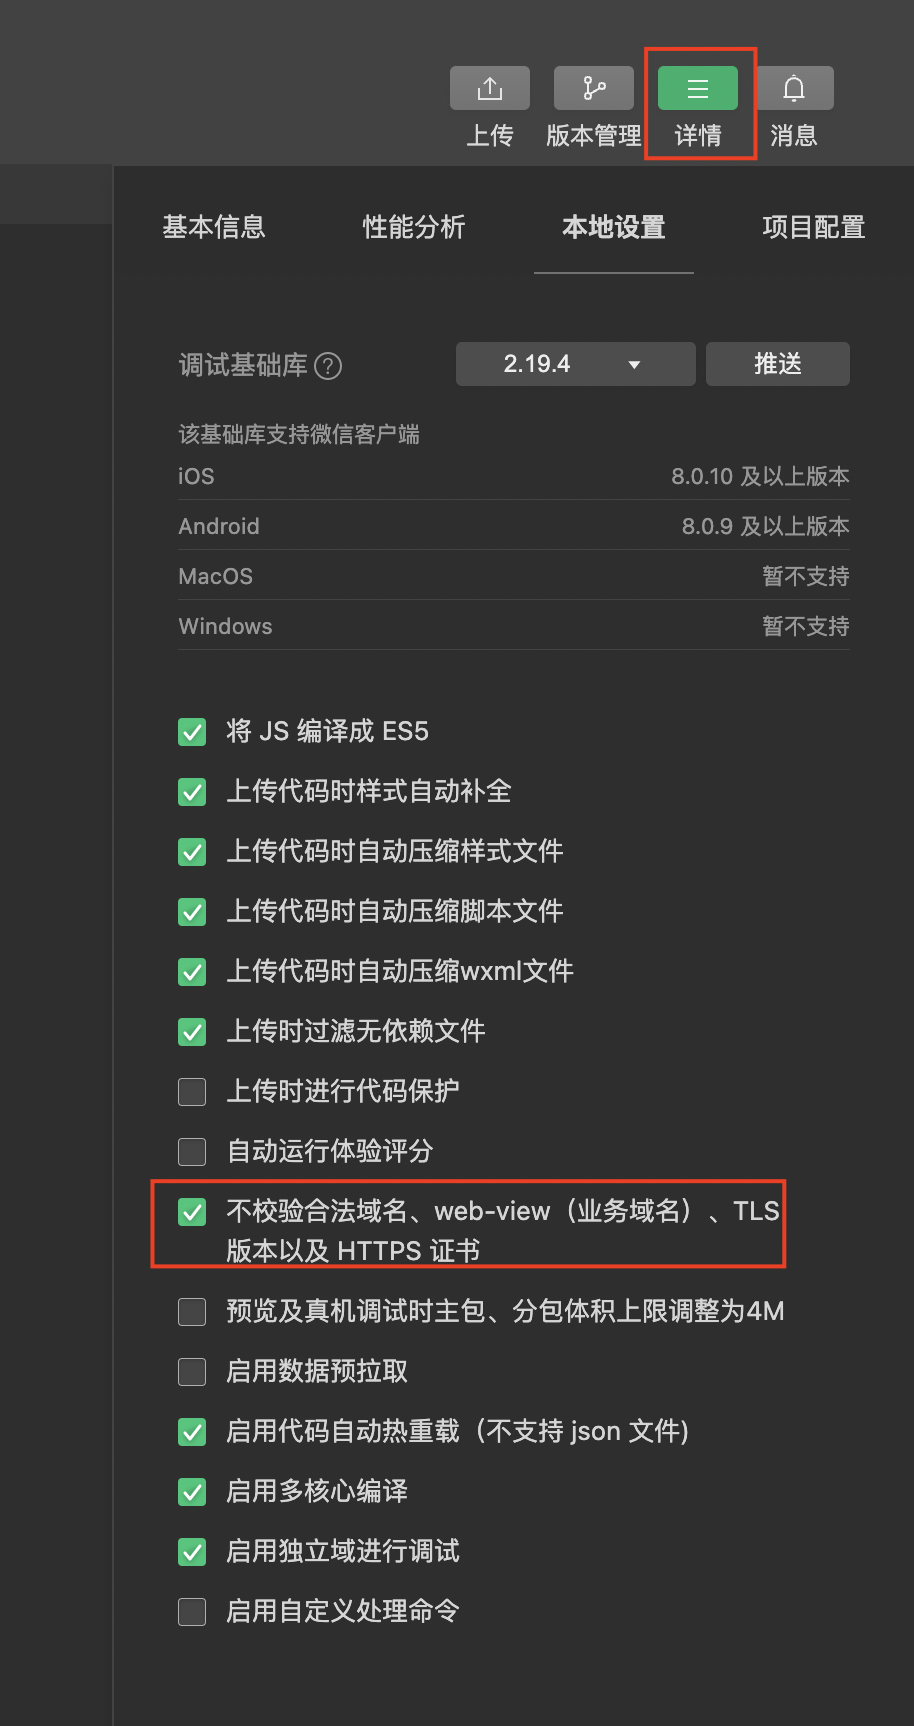 上传 版本管理 详情 消息
基本信息 性能分析 本地设置 项目配置
调试基础库 ? 2.19.4 推送
该基础库支持微信客户端
iOS 8.0.10 及以上版本
Android 8.0.9 及以上版本
MacOS 暂不支持
Windows 暂不支持
将 JS 编译成 ES5
上传代码时样式自动补全
上传代码时自动压缩样式文件
上传代码时自动压缩脚本文件
上传代码时自动压缩wxml文件
上传时过滤无依赖文件
上传时进行代码保护
自动运行体验评分
不校验合法域名、web-view（业务域名）、TLS
版本以及 HTTPS 证书
预览及真机调试时主包、分包体积上限调整为4M
启用数据预拉取
启用代码自动热重载（不支持 json 文件)
启用多核心编译
启用独立域进行调试
启用自定义处理命令